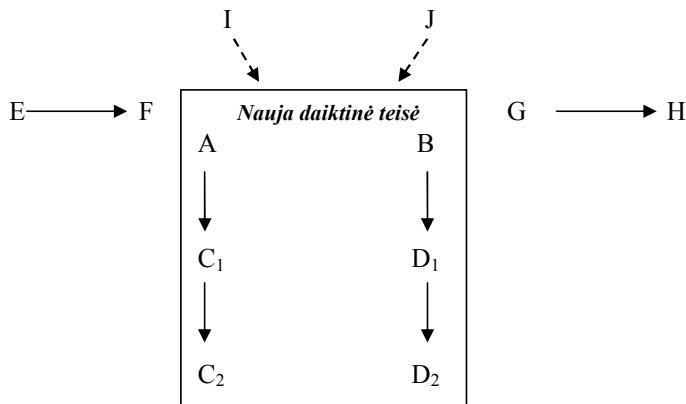 I J
E F Nauja daiktinė teisė G H
A B
C₁ D₁
C₂ D₂